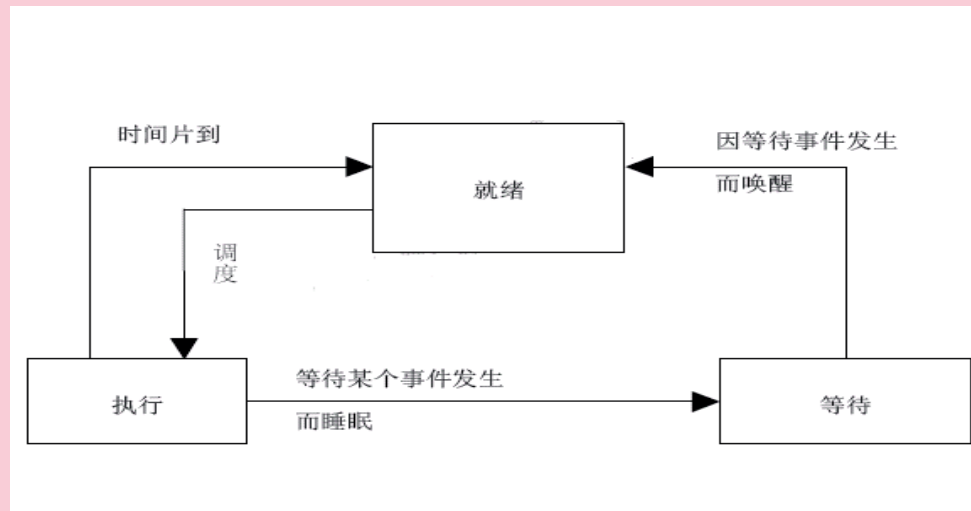 时间片到
因等待事件发生
而唤醒
就绪
调
度
等待某个事件发生
而睡眠
执行
等待